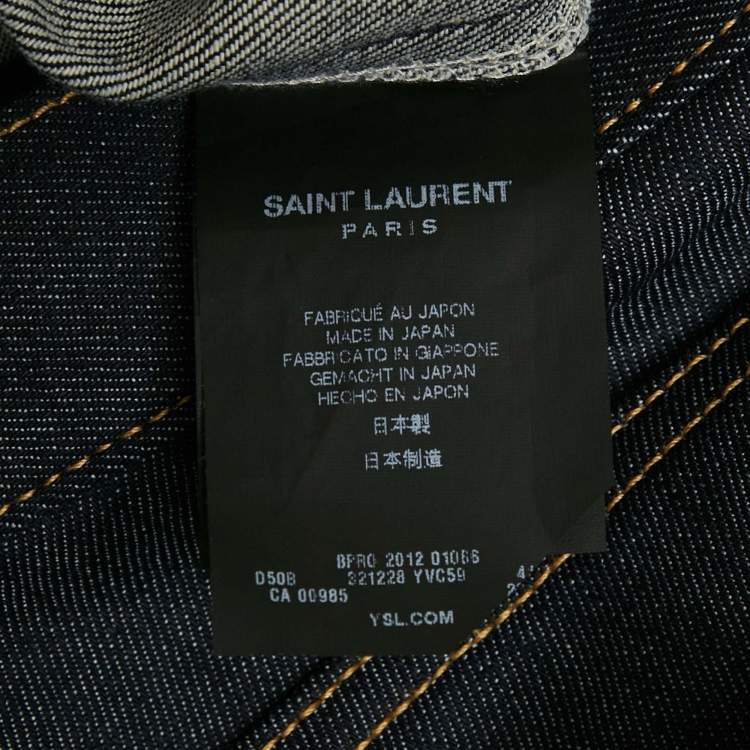 SAINT LAURENT
PARIS
FABRIQUÉ AU JAPON
MADE IN JAPAN
FABBRICATO IN GIAPPONE
GEMACHT IN JAPAN
HECHO EN JAPON
日本製
日本制造
BPRO 2012 01086
D50B 321228 YVC59
CA 00985
YSL.COM